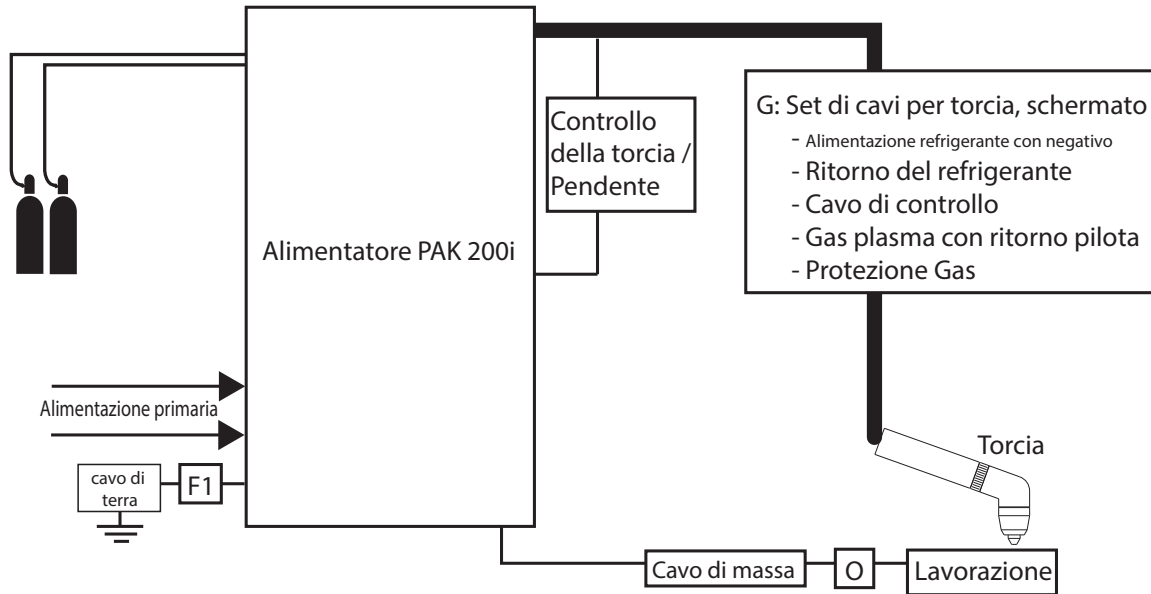 Controllo
della torcia /
Pendente
G: Set di cavi per torcia, schermato
- Alimentazione refrigerante con negativo
- Ritorno del refrigerante
- Cavo di controllo
- Gas plasma con ritorno pilota
- Protezione Gas
Alimentatore PAK 200i
Alimentazione primaria
cavo di
terra
F1
Torcia
Cavo di massa
O
Lavorazione